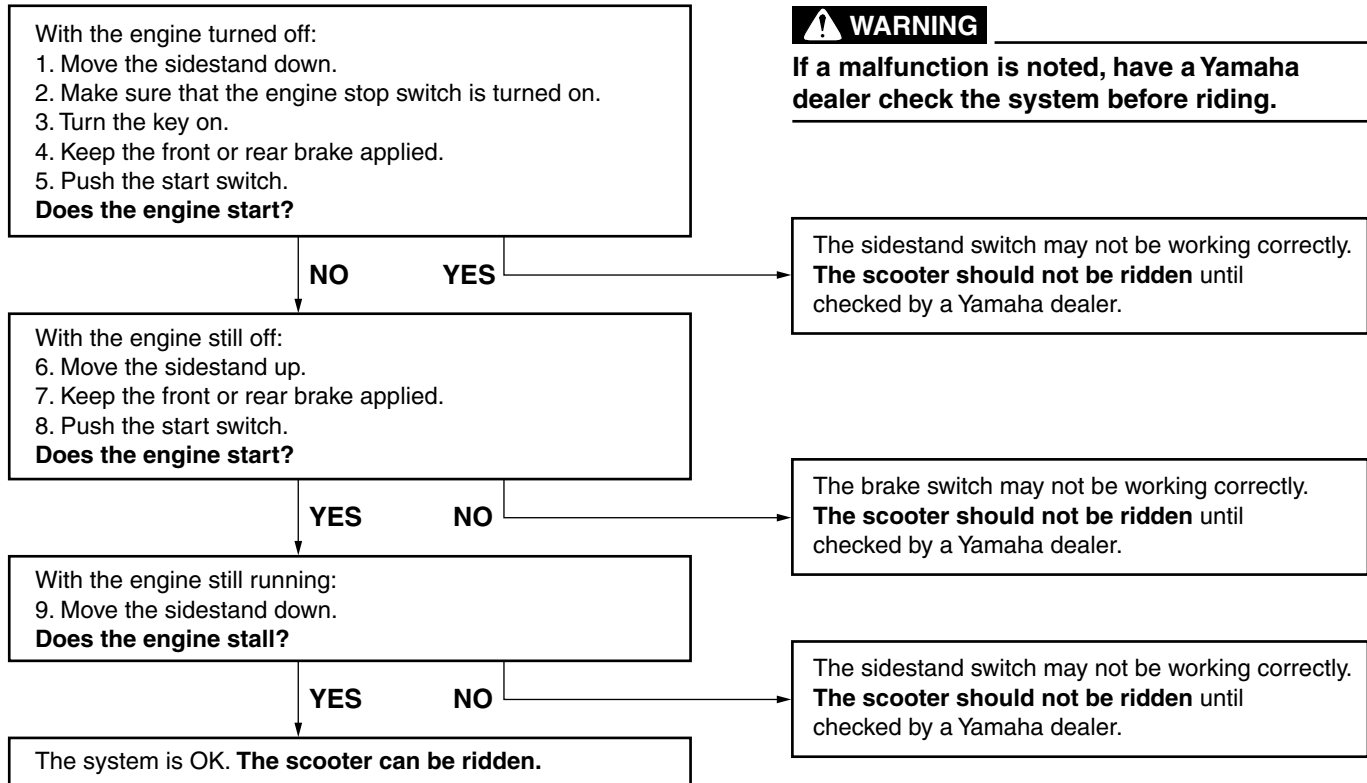 With the engine turned off:
1. Move the sidestand down.
2. Make sure that the engine stop switch is turned on.
3. Turn the key on.
4. Keep the front or rear brake applied.
5. Push the start switch.
Does the engine start?
WARNING
If a malfunction is noted, have a Yamaha
dealer check the system before riding.
NO YES
The sidestand switch may not be working correctly.
The scooter should not be ridden until
checked by a Yamaha dealer.
With the engine still off:
6. Move the sidestand up.
7. Keep the front or rear brake applied.
8. Push the start switch.
Does the engine start?
YES NO
The brake switch may not be working correctly.
The scooter should not be ridden until
checked by a Yamaha dealer.
With the engine still running:
9. Move the sidestand down.
Does the engine stall?
YES NO
The sidestand switch may not be working correctly.
The scooter should not be ridden until
checked by a Yamaha dealer.
The system is OK. The scooter can be ridden.